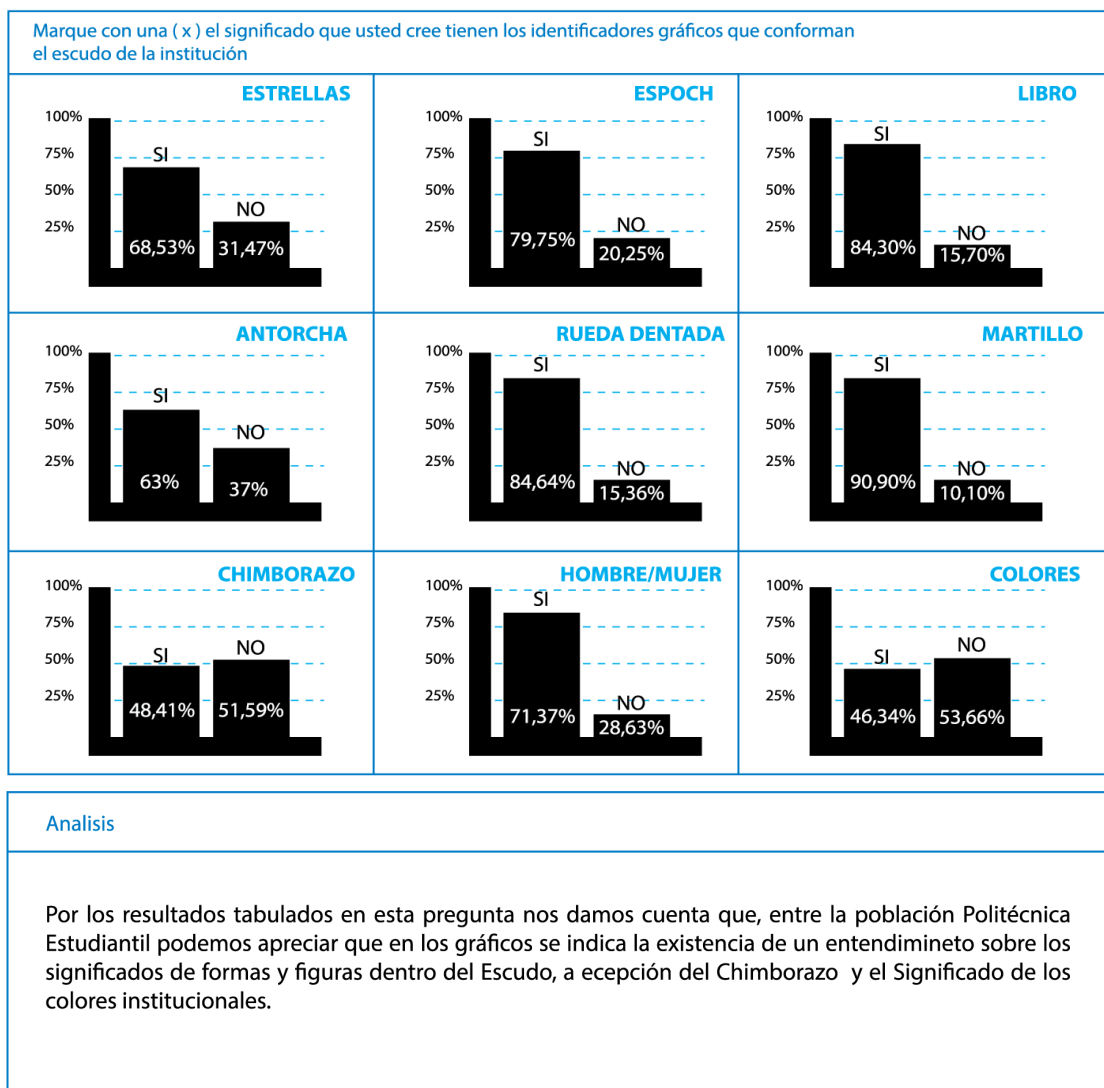 Marque con una ( x ) el significado que usted cree tienen los identificadores gráficos que conforman
el escudo de la institución
ESTRELLAS
100%
75%
50%
25%
SI
NO
68,53%
31,47%
ESPOCH
100%
75%
50%
25%
SI
NO
79,75%
20,25%
LIBRO
100%
75%
50%
25%
SI
NO
84,30%
15,70%
ANTORCHA
100%
75%
50%
25%
SI
NO
63%
37%
RUEDA DENTADA
100%
75%
50%
25%
SI
NO
84,64%
15,36%
MARTILLO
100%
75%
50%
25%
SI
NO
90,90%
10,10%
CHIMBORAZO
100%
75%
50%
25%
SI
NO
48,41%
51,59%
HOMBRE/MUJER
100%
75%
50%
25%
SI
NO
71,37%
28,63%
COLORES
100%
75%
50%
25%
SI
NO
46,34%
53,66%
Analisis
Por los resultados tabulados en esta pregunta nos damos cuenta que, entre la población Politécnica
Estudiantil podemos apreciar que en los gráficos se indica la existencia de un entendimineto sobre los
significados de formas y figuras dentro del Escudo, a ecepción del Chimborazo y el Significado de los
colores institucionales.